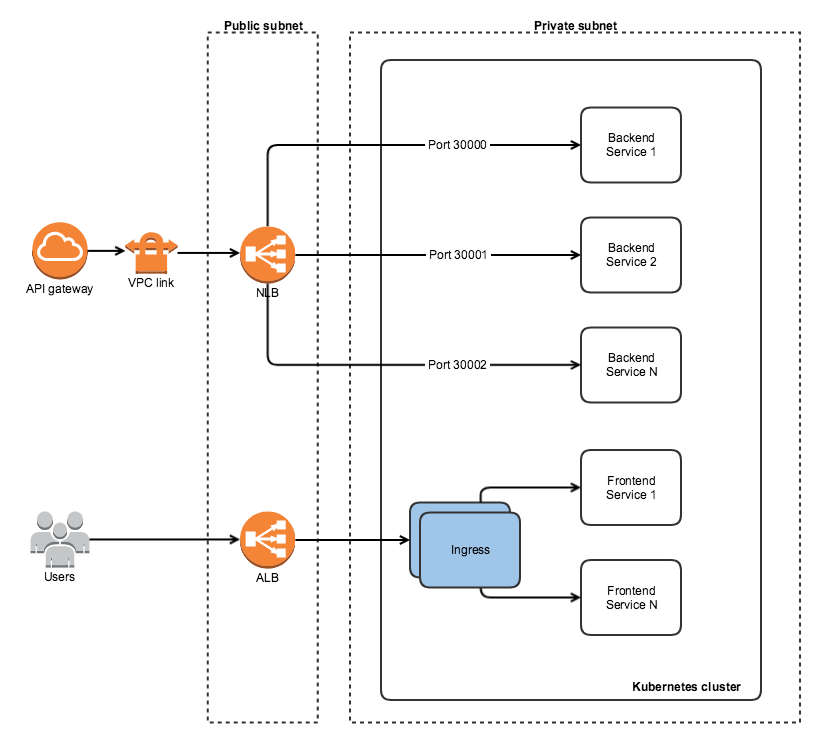 Public subnet
Private subnet
Port 30000
Backend
Service 1
API gateway
VPC link
NLB
Port 30001
Backend
Service 2
Port 30002
Backend
Service N
Users
ALB
Ingress
Frontend
Service 1
Frontend
Service N
Kubernetes cluster